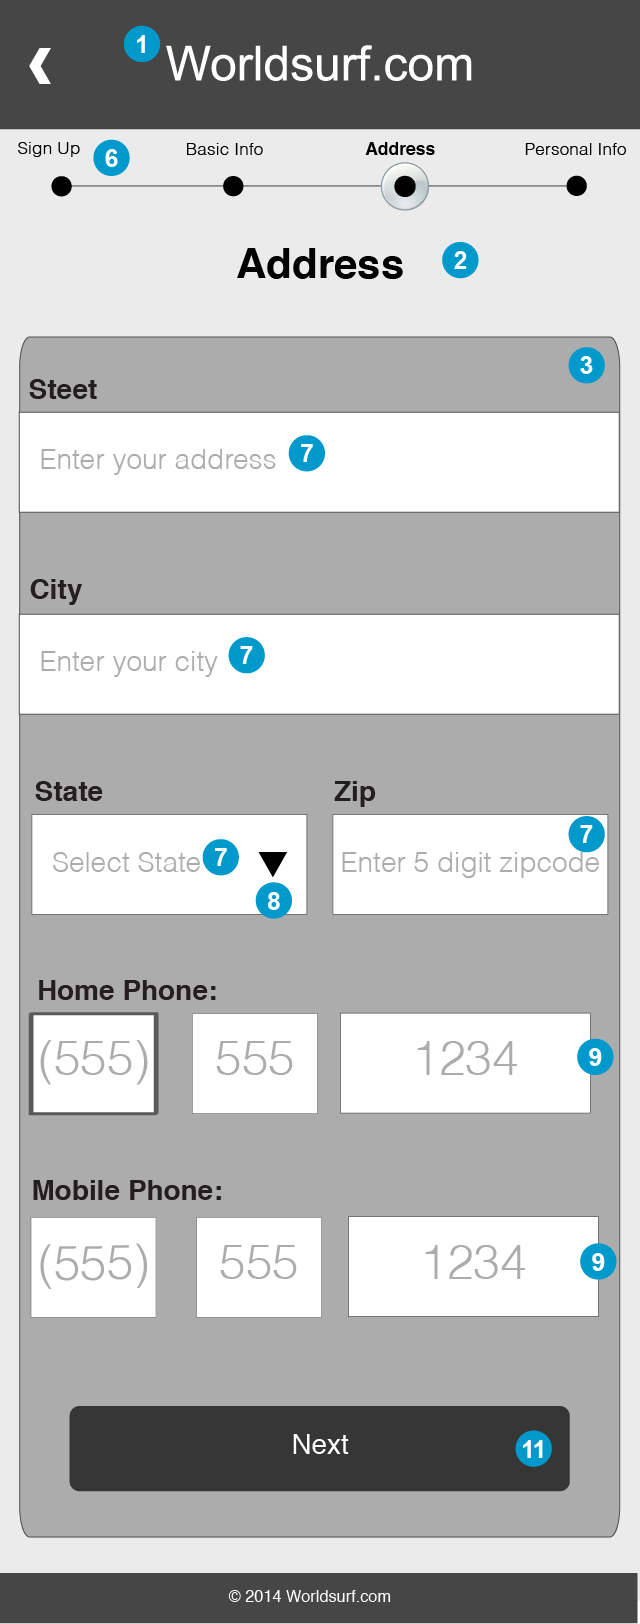 1 Worldsurf.com
Sign Up 6 Basic Info Address Personal Info
Address 2
3
Steet
Enter your address 7
City
Enter your city 7
State Zip
Select State 7 Enter 5 digit zipcode 7
8
Home Phone:
(555) 555 1234 9
Mobile Phone:
(555) 555 1234 9
Next 11
© 2014 Worldsurf.com